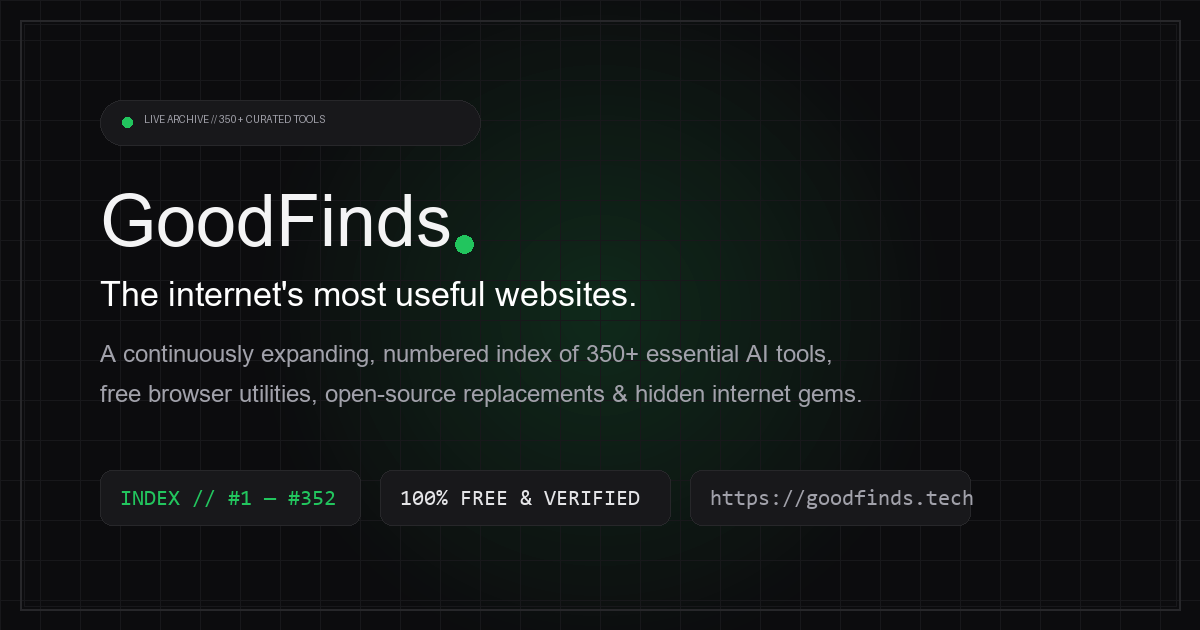 LIVE ARCHIVE // 350+ CURATED TOOLS
GoodFinds.
The internet's most useful websites.
A continuously expanding, numbered index of 350+ essential AI tools,
free browser utilities, open-source replacements & hidden internet gems.
INDEX // #1 — #352
100% FREE & VERIFIED
https://goodfinds.tech